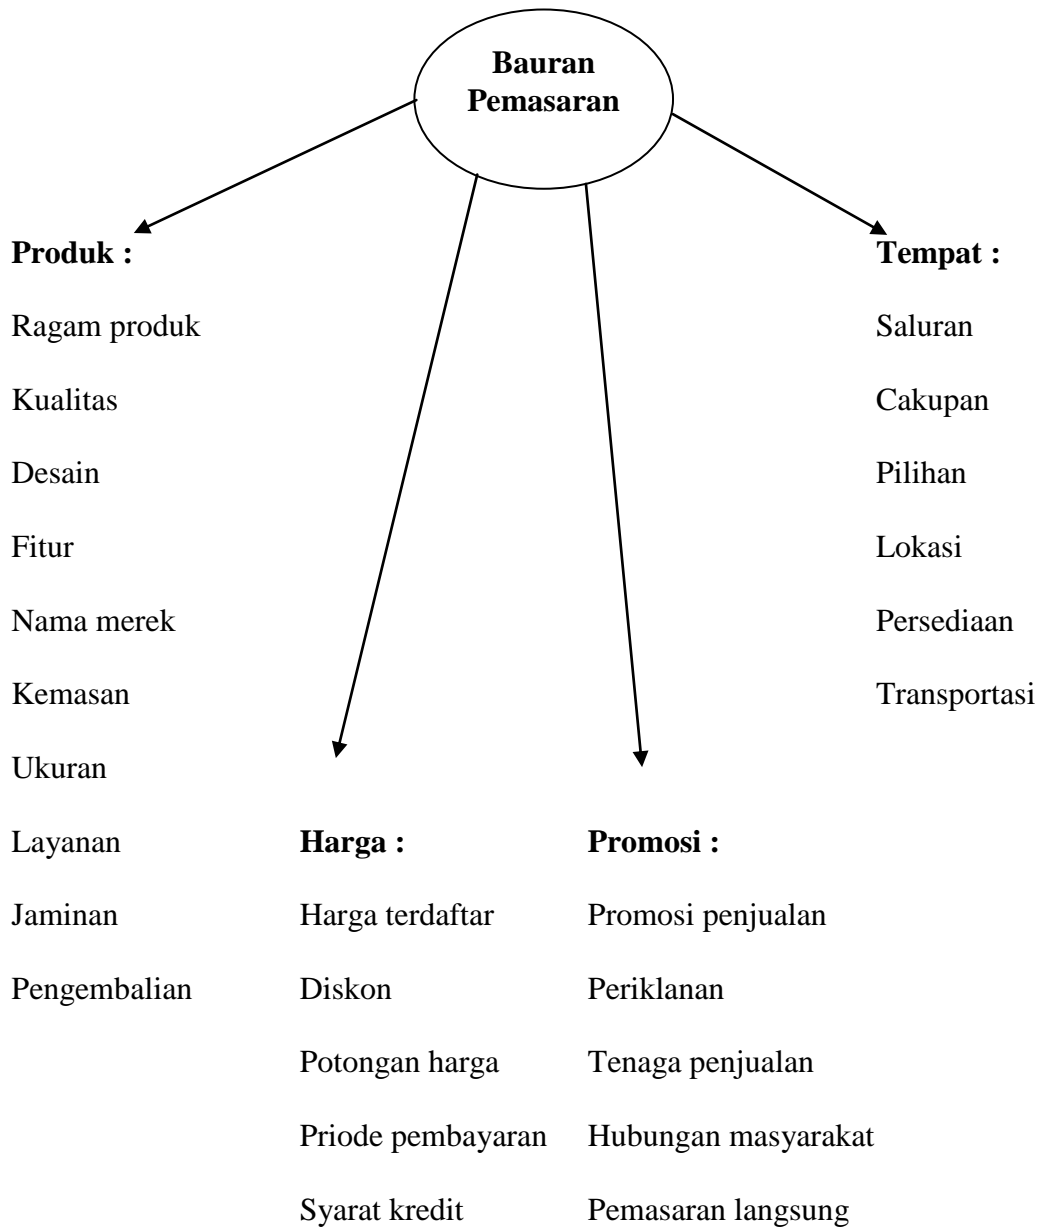 Bauran
Pemasaran
Produk :
Ragam produk
Kualitas
Desain
Fitur
Nama merek
Kemasan
Ukuran
Layanan
Jaminan
Pengembalian
Harga :
Harga terdaftar
Diskon
Potongan harga
Priode pembayaran
Syarat kredit
Promosi :
Promosi penjualan
Periklanan
Tenaga penjualan
Hubungan masyarakat
Pemasaran langsung
Tempat :
Saluran
Cakupan
Pilihan
Lokasi
Persediaan
Transportasi